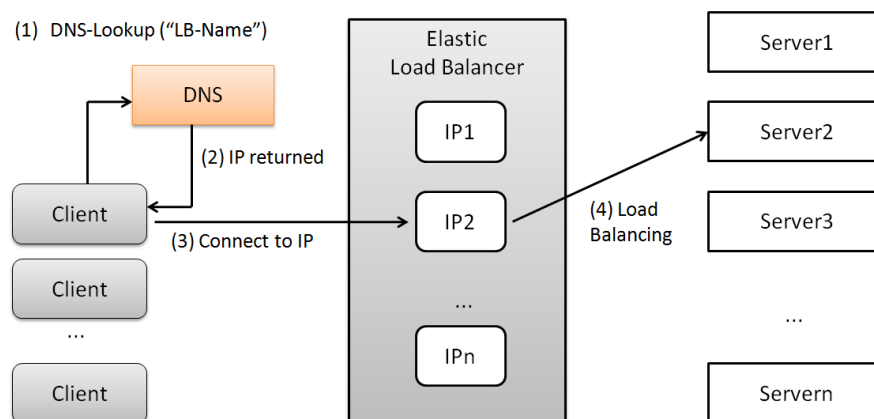 (1) DNS-Lookup (“LB-Name”)
DNS
(2) IP returned
Client
(3) Connect to IP
Client
...
Client
Elastic
Load Balancer
IP1
IP2
...
IPn
(4) Load
Balancing
Server1
Server2
Server3
...
Servern